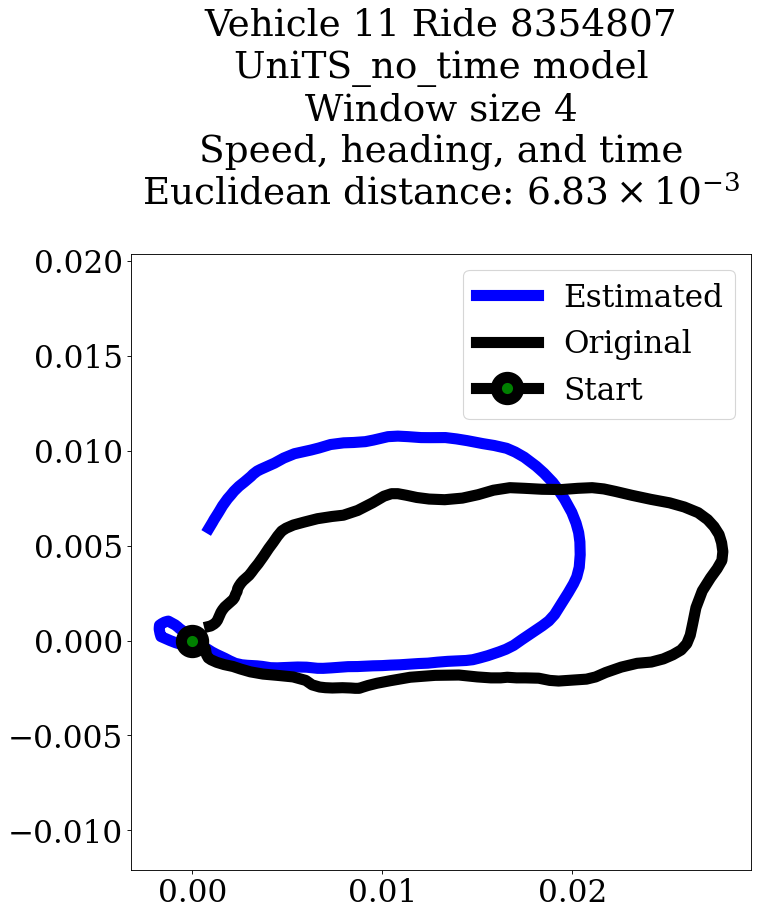 Vehicle 11 Ride 8354807
UniTS_no_time model
Window size 4
Speed, heading, and time
Euclidean distance: 6.83 × 10⁻³
Estimated
Original
Start
0.020
0.015
0.010
0.005
0.000
−0.005
−0.010
0.00 0.01 0.02